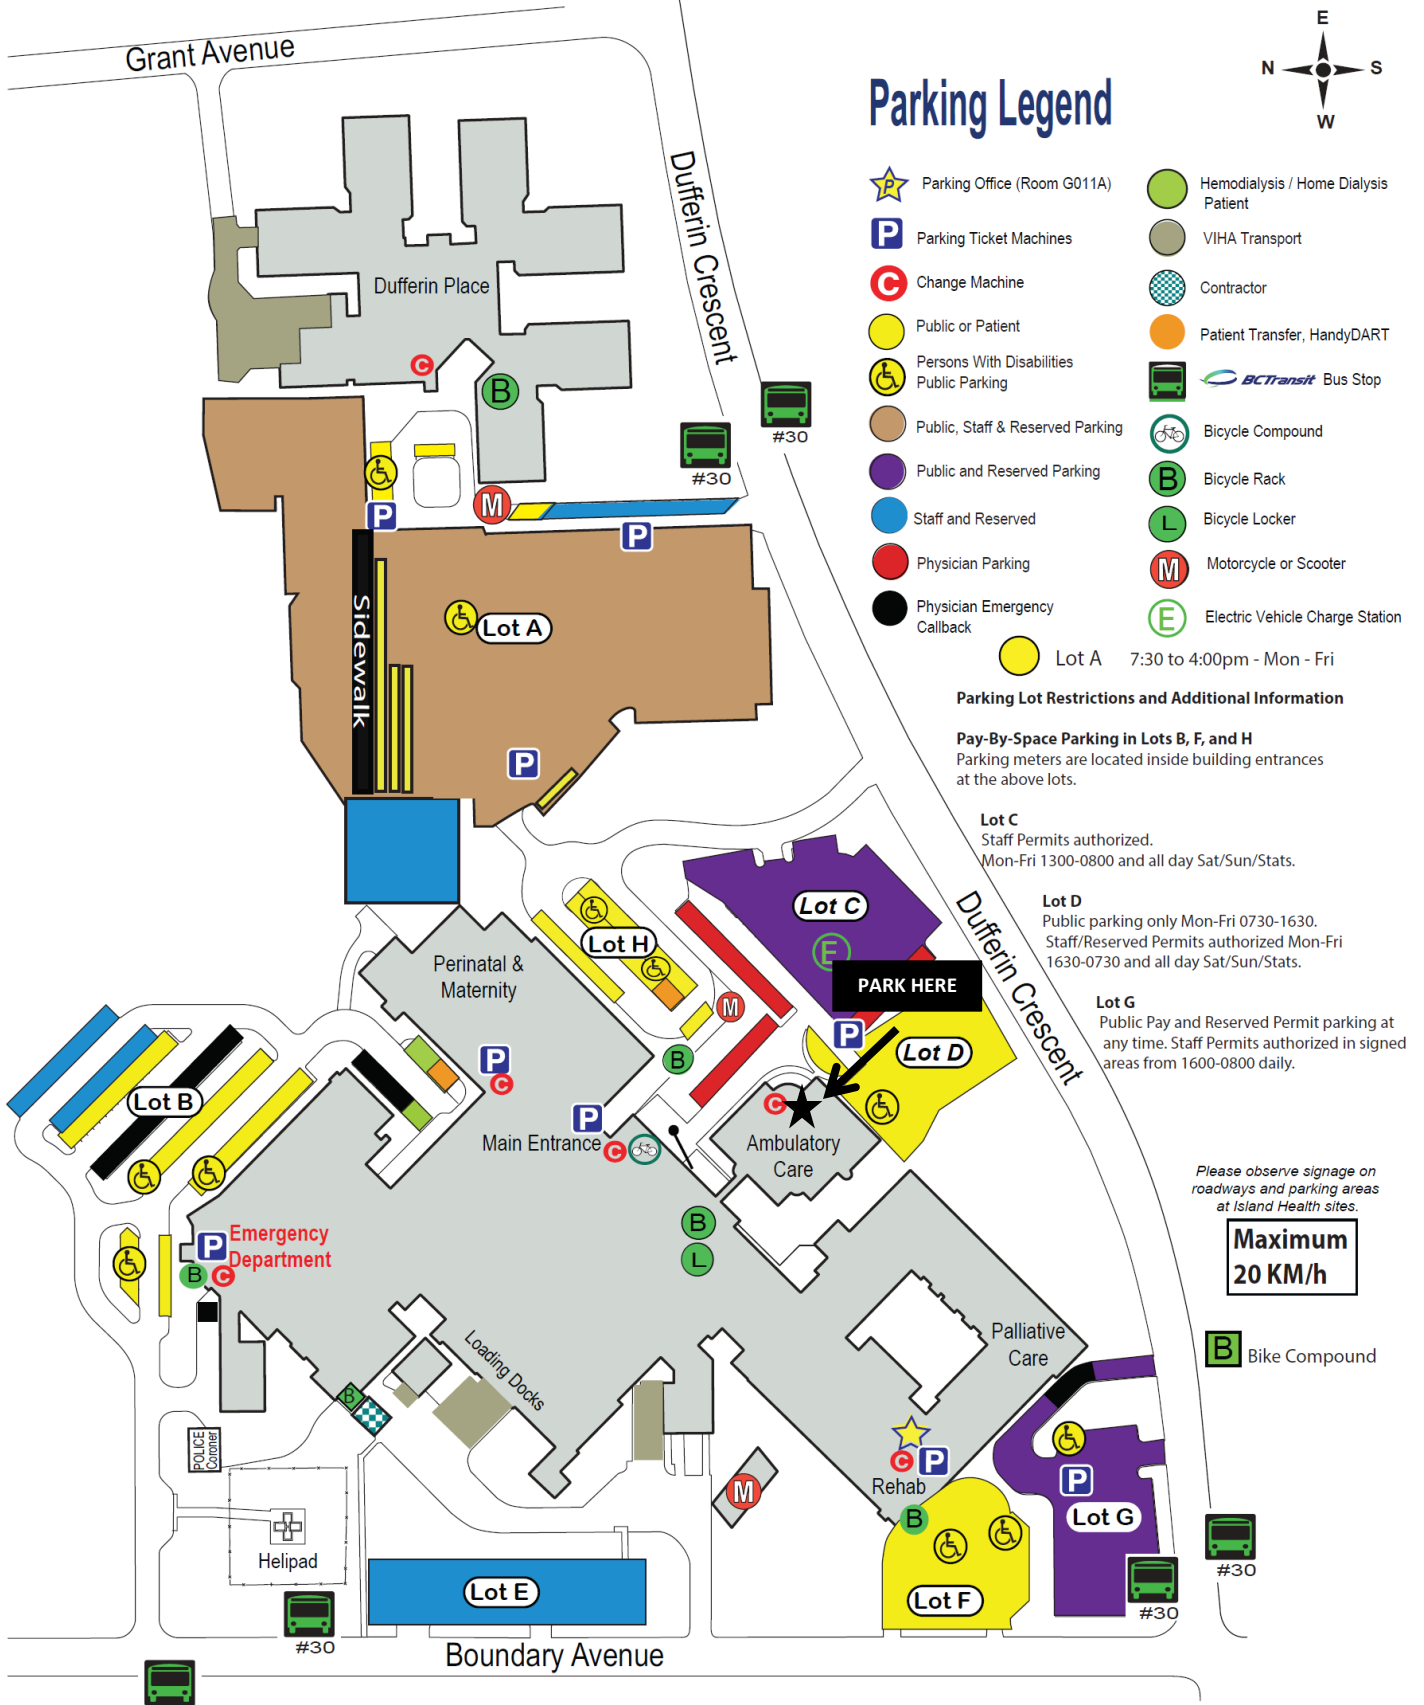 Grant Avenue
E
N
S
W
Parking Legend
Dufferin Crescent
P
Parking Office (Room G011A)
P
Parking Ticket Machines
C
Change Machine
Public or Patient
Persons With Disabilities
Public Parking
Public, Staff & Reserved Parking
Public and Reserved Parking
Staff and Reserved
Physician Parking
Physician Emergency
Callback
Hemodialysis / Home Dialysis
Patient
VIHA Transport
Contractor
Patient Transfer, HandyDART
BCTransit Bus Stop
Bicycle Compound
B
Bicycle Rack
L
Bicycle Locker
M
Motorcycle or Scooter
E
Electric Vehicle Charge Station
Lot A 7:30 to 4:00pm - Mon - Fri
Parking Lot Restrictions and Additional Information
Pay-By-Space Parking in Lots B, F, and H
Parking meters are located inside building entrances
at the above lots.
Lot C
Staff Permits authorized.
Mon-Fri 1300-0800 and all day Sat/Sun/Stats.
Lot D
Public parking only Mon-Fri 0730-1630.
Staff/Reserved Permits authorized Mon-Fri
1630-0730 and all day Sat/Sun/Stats.
Lot G
Public Pay and Reserved Permit parking at
any time. Staff Permits authorized in signed
areas from 1600-0800 daily.
Please observe signage on
roadways and parking areas
at Island Health sites.
Maximum
20 KM/h
B
Bike Compound
Dufferin Place
C
B
#30
#30
M
P
P
Sidewalk
Lot A
P
Lot C
E
Lot H
Dufferin Crescent
PARK HERE
Perinatal &
Maternity
M
P
Lot D
B
P
C
Lot B
C
P
Main Entrance
C
Ambulatory
Care
B
L
Emergency
Department
P
B
C
Palliative
Care
Loading Docks
B
POLICE
Coroner
C
P
Rehab
B
M
P
Lot G
Helipad
Lot E
Lot F
#30
#30
#30
Boundary Avenue